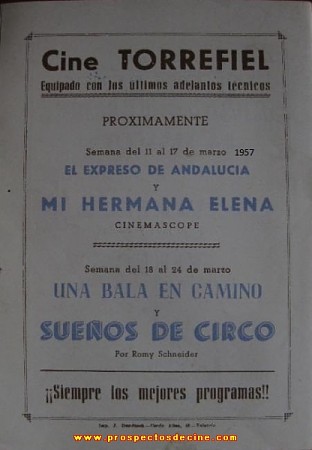 Cine TORREFIEL
Equipado con los últimos adelantos técnicos
PROXIMAMENTE
Semana del 11 al 17 de marzo 1957
EL EXPRESO DE ANDALUCIA
Y
MI HERMANA ELENA
CINEMASCOPE
Semana del 18 al 24 de marzo
UNA BALA EN CAMINO
Y
SUEÑOS DE CIRCO
Por Romy Schneider
¡¡Siempre los mejores programas!!
Valencia
www.prospectosdecine.com